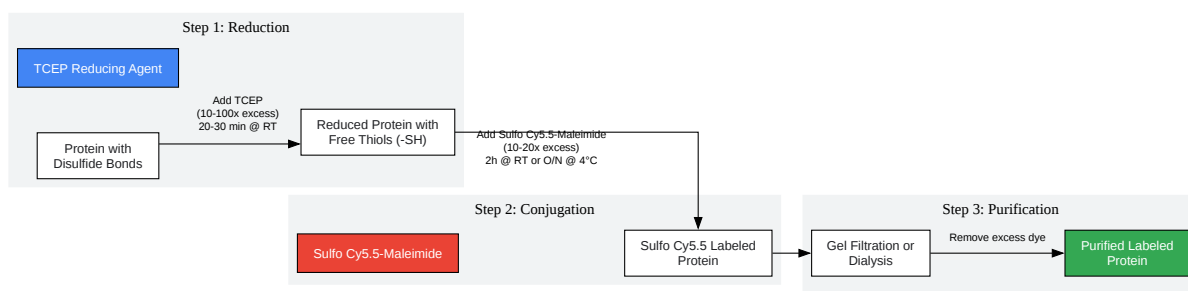 Step 1: Reduction
TCEP Reducing Agent
Add TCEP
(10-100x excess)
20-30 min @ RT
Protein with
Disulfide Bonds
Reduced Protein with
Free Thiols (-SH)
Add Sulfo Cy5.5-Maleimide
(10-20x excess)
2h @ RT or O/N @ 4°C
Step 2: Conjugation
Sulfo Cy5.5-Maleimide
Sulfo Cy5.5 Labeled
Protein
Step 3: Purification
Gel Filtration or
Dialysis
Remove excess dye
Purified Labeled
Protein